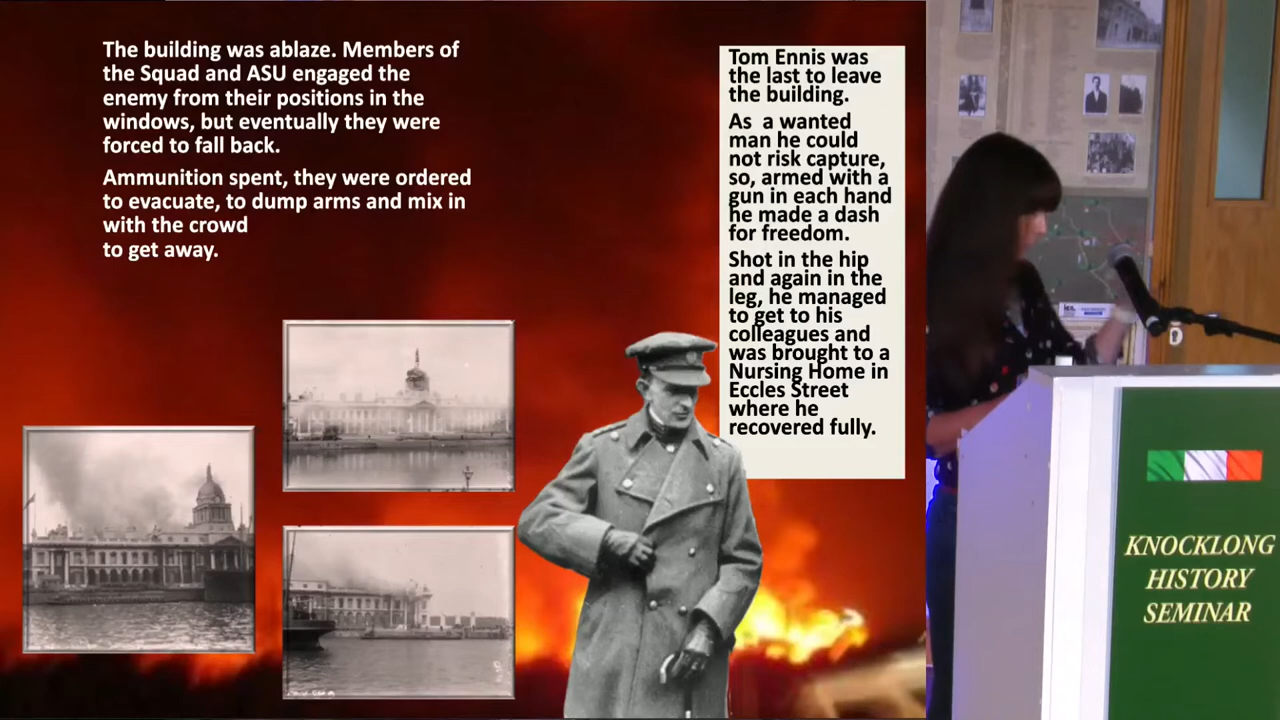 The building was ablaze. Members of
the Squad and ASU engaged the
enemy from their positions in the
windows, but eventually they were
forced to fall back.
Ammunition spent, they were ordered
to evacuate, to dump arms and mix in
with the crowd
to get away.
Tom Ennis was
the last to leave
the building.
As a wanted
man he could
not risk capture,
so, armed with a
gun in each hand
he made a dash
for freedom.
Shot in the hip
and again in the
leg, he managed
to get to his
colleagues and
was brought to a
Nursing Home in
Eccles Street
where he
recovered fully.
KNOCKLONG
HISTORY
SEMINAR